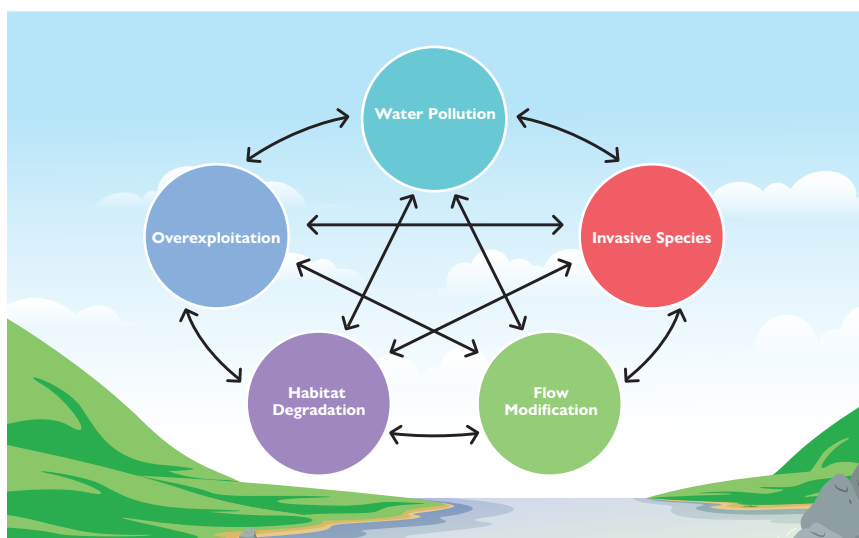 Water Pollution
Overexploitation
Invasive Species
Habitat
Degradation
Flow
Modification